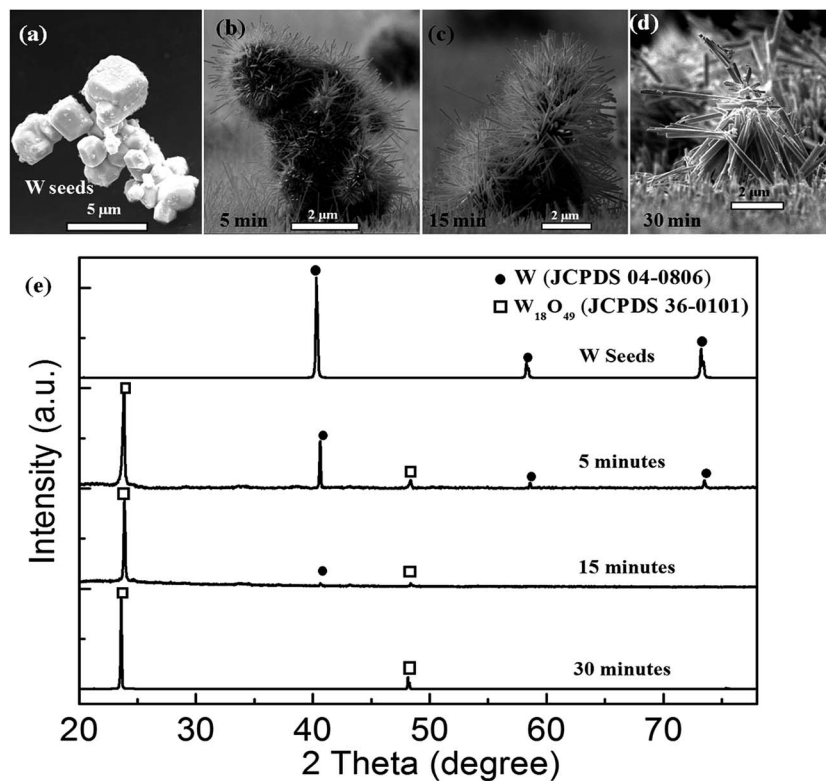 (a)
W seeds
5 μm
(b)
5 min
2 μm
(c)
15 min
2 μm
(d)
30 min
2 μm
(e)
● W (JCPDS 04-0806)
□ W₁₈O₄₉ (JCPDS 36-0101)
W Seeds
5 minutes
15 minutes
30 minutes
Intensity (a.u.)
20 30 40 50 60 70
2 Theta (degree)